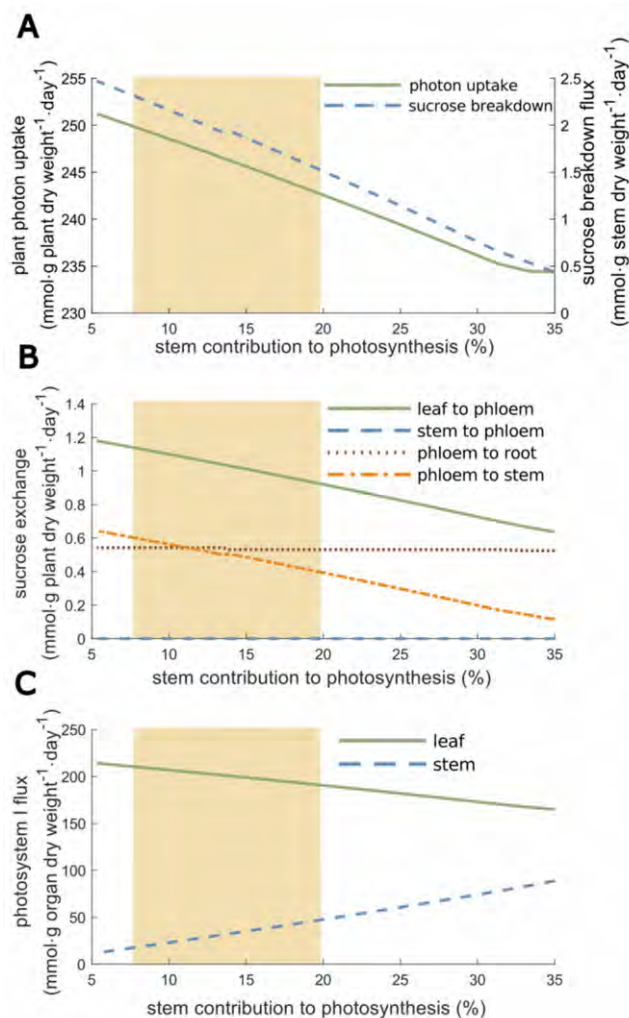 A
255
250
245
240
235
230
plant photon uptake
(mmol·g plant dry weight⁻¹·day⁻¹)
photon uptake
sucrose breakdown
2.5
2
1.5
1
0.5
0
sucrose breakdown flux
(mmol·g stem dry weight⁻¹·day⁻¹)
5 10 15 20 25 30 35
stem contribution to photosynthesis (%)
B
1.4
1.2
1
0.8
0.6
0.4
0.2
0
sucrose exchange
(mmol·g plant dry weight⁻¹·day⁻¹)
leaf to phloem
stem to phloem
phloem to root
phloem to stem
5 10 15 20 25 30 35
stem contribution to photosynthesis (%)
C
250
200
150
100
50
0
photosystem I flux
(mmol·g organ dry weight⁻¹·day⁻¹)
leaf
stem
5 10 15 20 25 30 35
stem contribution to photosynthesis (%)